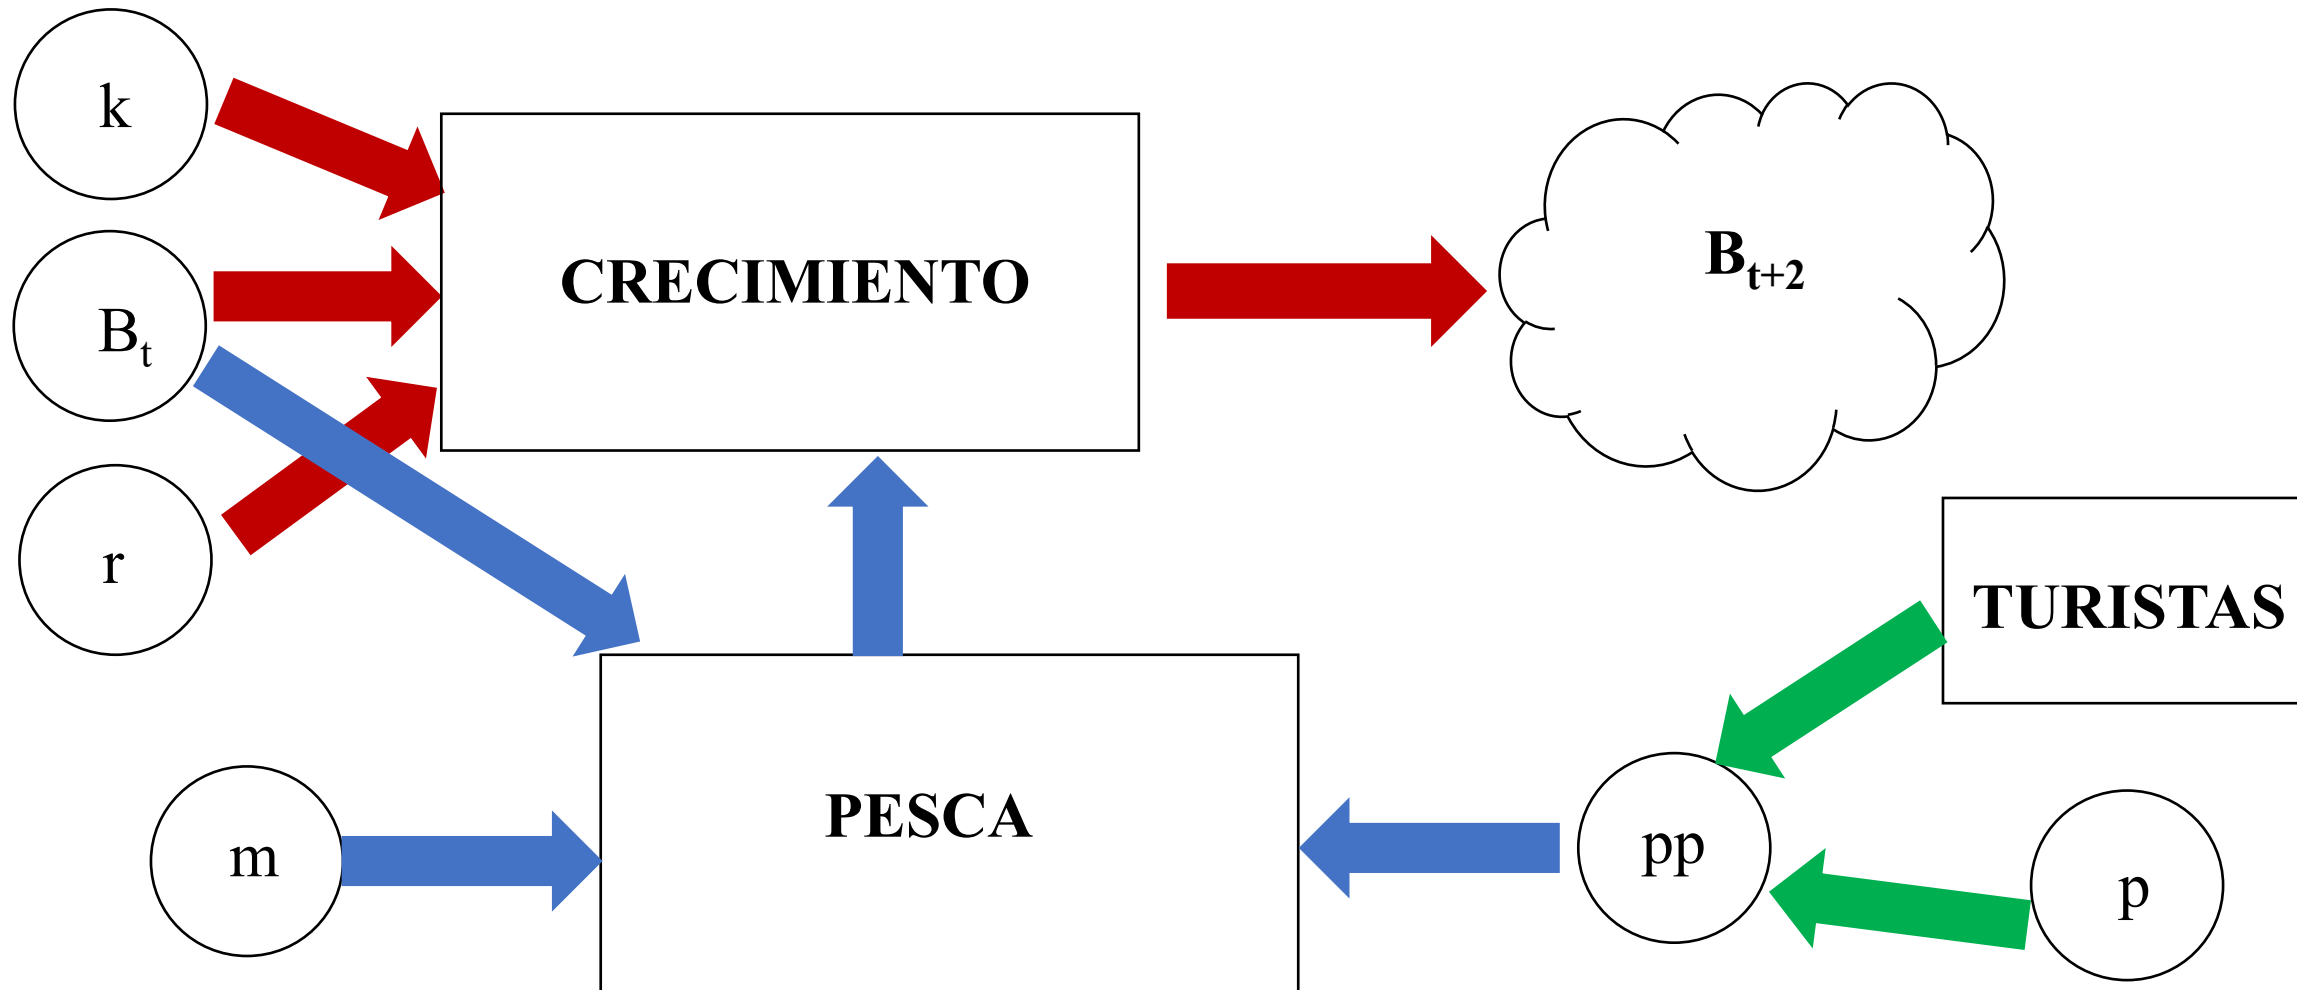 k
CRECIMIENTO
B_t+2
B_t
r
TURISTAS
PESCA
m
pp
p